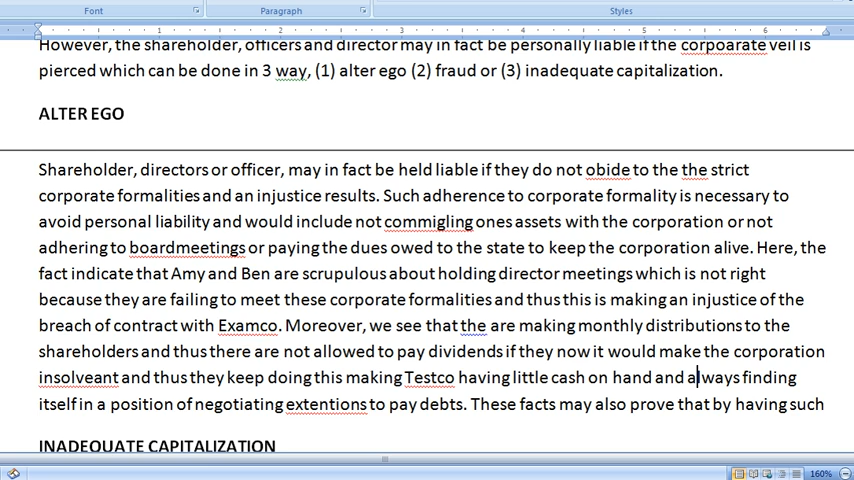 Font
Paragraph
Styles
1 2 3 4 5 6
However, the shareholder, officers and director may in fact be personally liable if the corpoarate veil is
pierced which can be done in 3 way, (1) alter ego (2) fraud or (3) inadequate capitalization.
ALTER EGO
Shareholder, directors or officer, may in fact be held liable if they do not obide to the the strict
corporate formalities and an injustice results. Such adherence to corporate formality is necessary to
avoid personal liability and would include not commigling ones assets with the corporation or not
adhering to boardmeetings or paying the dues owed to the state to keep the corporation alive. Here, the
fact indicate that Amy and Ben are scrupulous about holding director meetings which is not right
because they are failing to meet these corporate formalities and thus this is making an injustice of the
breach of contract with Examco. Moreover, we see that the are making monthly distributions to the
shareholders and thus there are not allowed to pay dividends if they now it would make the corporation
insolveant and thus they keep doing this making Testco having little cash on hand and always finding
itself in a position of negotiating extentions to pay debts. These facts may also prove that by having such
INADEQUATE CAPITALIZATION
160%